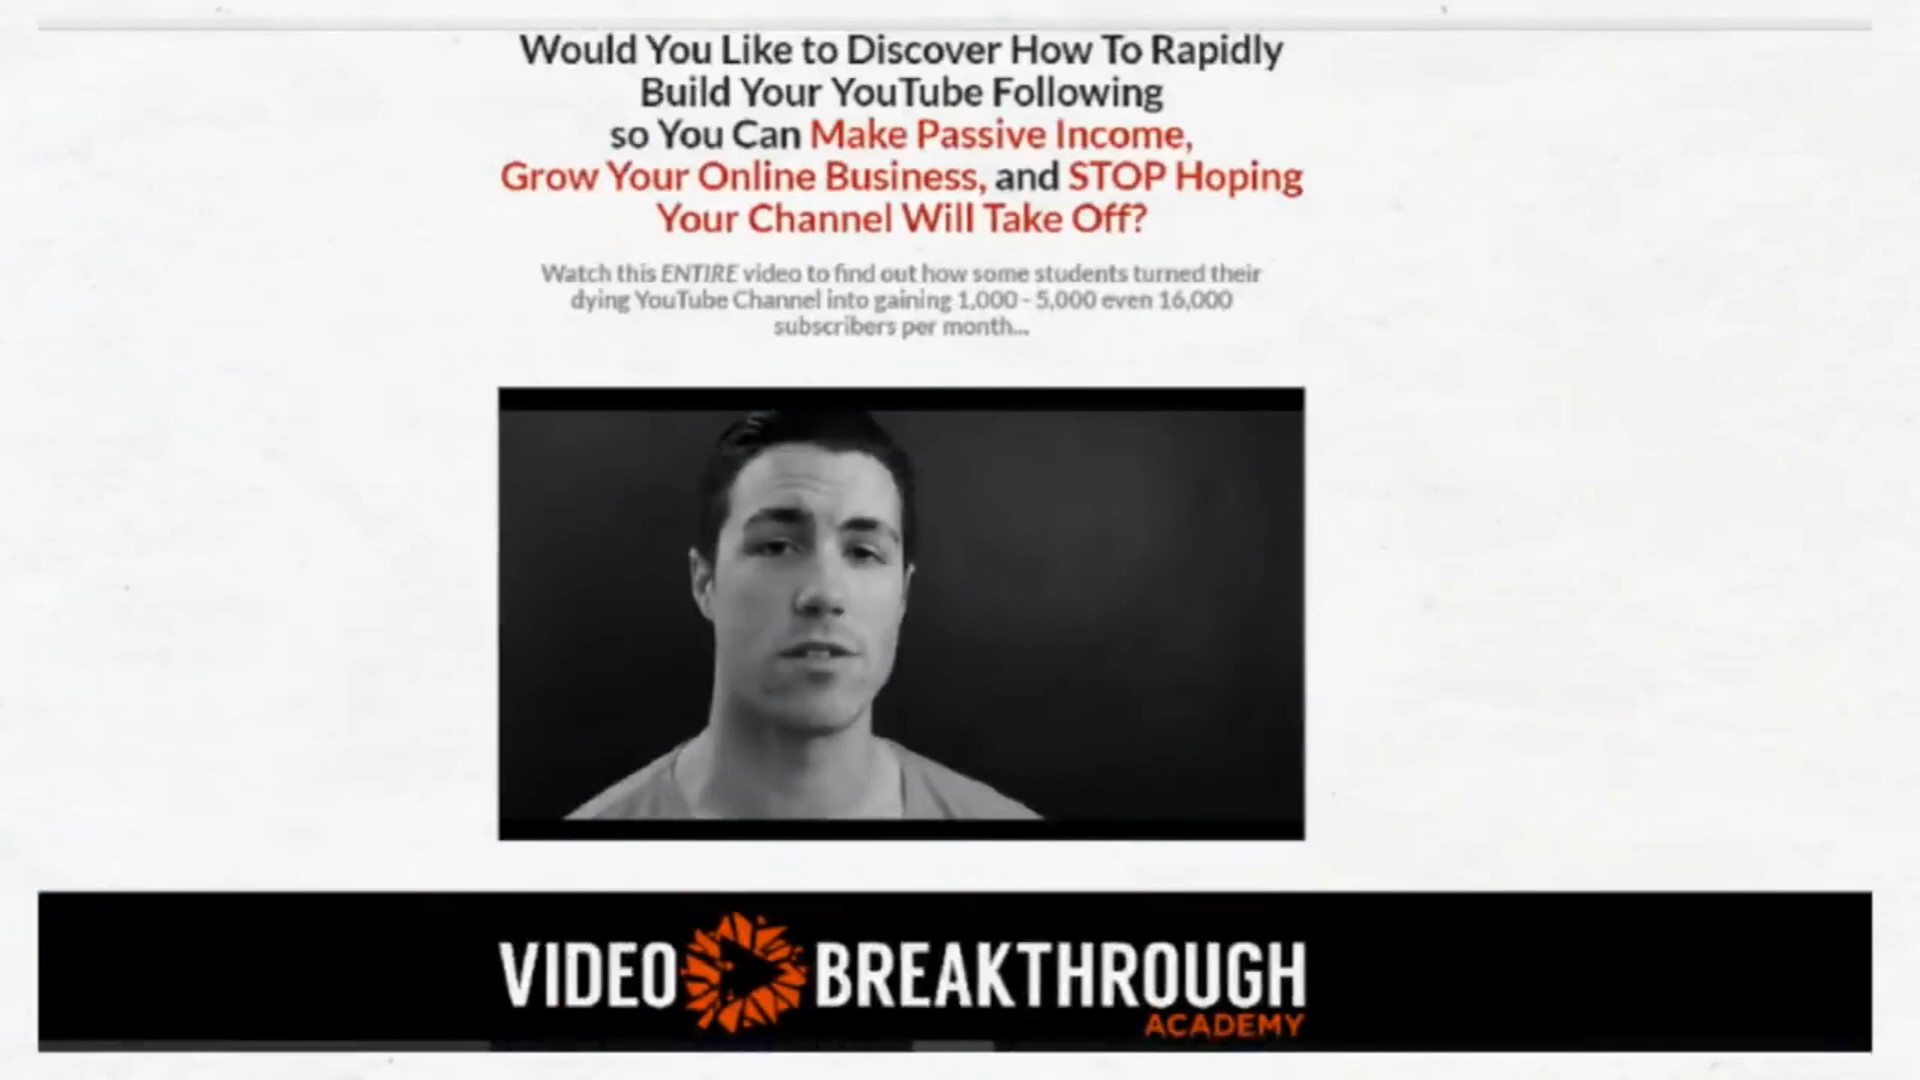 Would You Like to Discover How To Rapidly
Build Your YouTube Following
so You Can Make Passive Income,
Grow Your Online Business, and STOP Hoping
Your Channel Will Take Off?
Watch this ENTIRE video to find out how some students turned their
dying YouTube Channel into gaining 1,000 - 5,000 even 16,000
subscribers per month...
VIDEO BREAKTHROUGH
ACADEMY